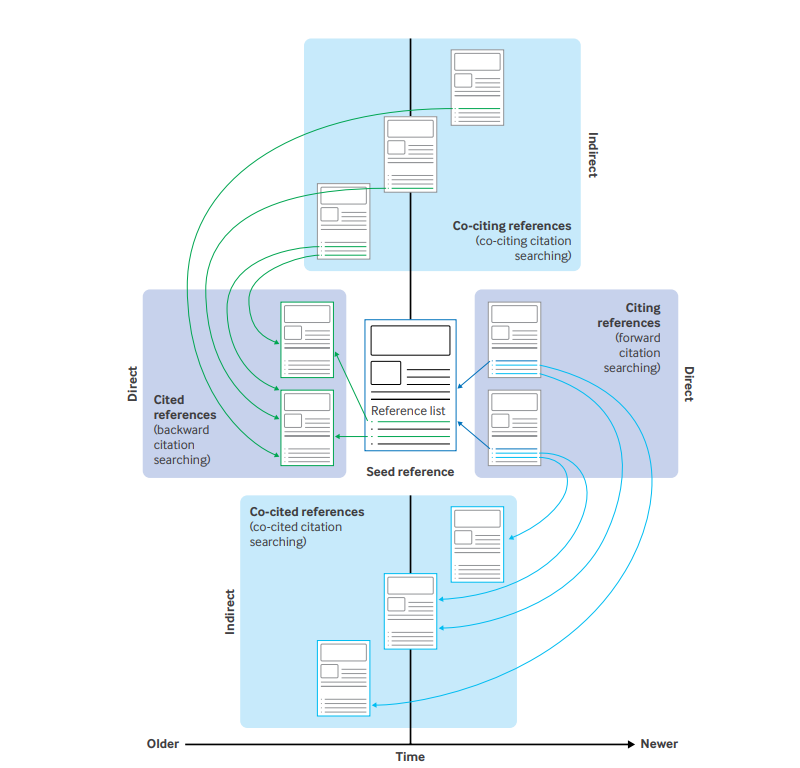 Indirect
Co-citing references
(co-citing citation
searching)
Citing
references
(forward
citation
searching)
Direct
Direct
Cited
references
(backward
citation
searching)
Reference list
Seed reference
Co-cited references
(co-cited citation
searching)
Indirect
Older
Newer
Time